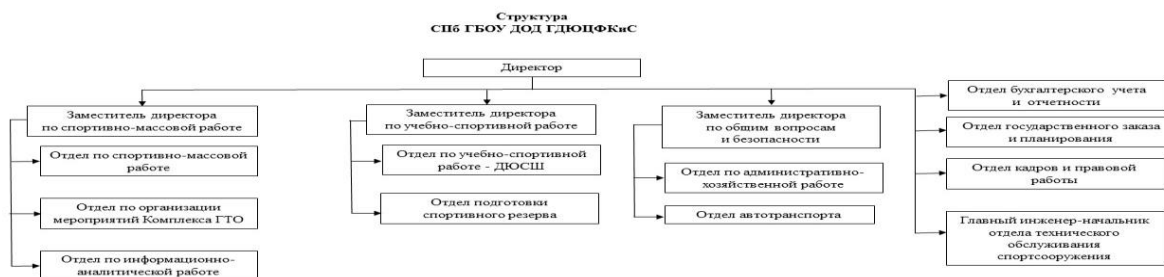 Структура
СПб ГБОУ ДОД ГДЮЦФКиС
Директор
Заместитель директора
по спортивно-массовой работе
Отдел по спортивно-массовой
работе
Отдел по организации
мероприятий Комплекса ГТО
Отдел по информационно-
аналитической работе
Заместитель директора
по учебно-спортивной работе
Отдел по учебно-спортивной
работе - ДЮСШ
Отдел подготовки
спортивного резерва
Заместитель директора
по общим вопросам
и безопасности
Отдел по административно-
хозяйственной работе
Отдел автотранспорта
Отдел бухгалтерского учета
и отчетности
Отдел государственного заказа
и планирования
Отдел кадров и правовой
работы
Главный инженер-начальник
отдела технического
обслуживания
спортсооружения